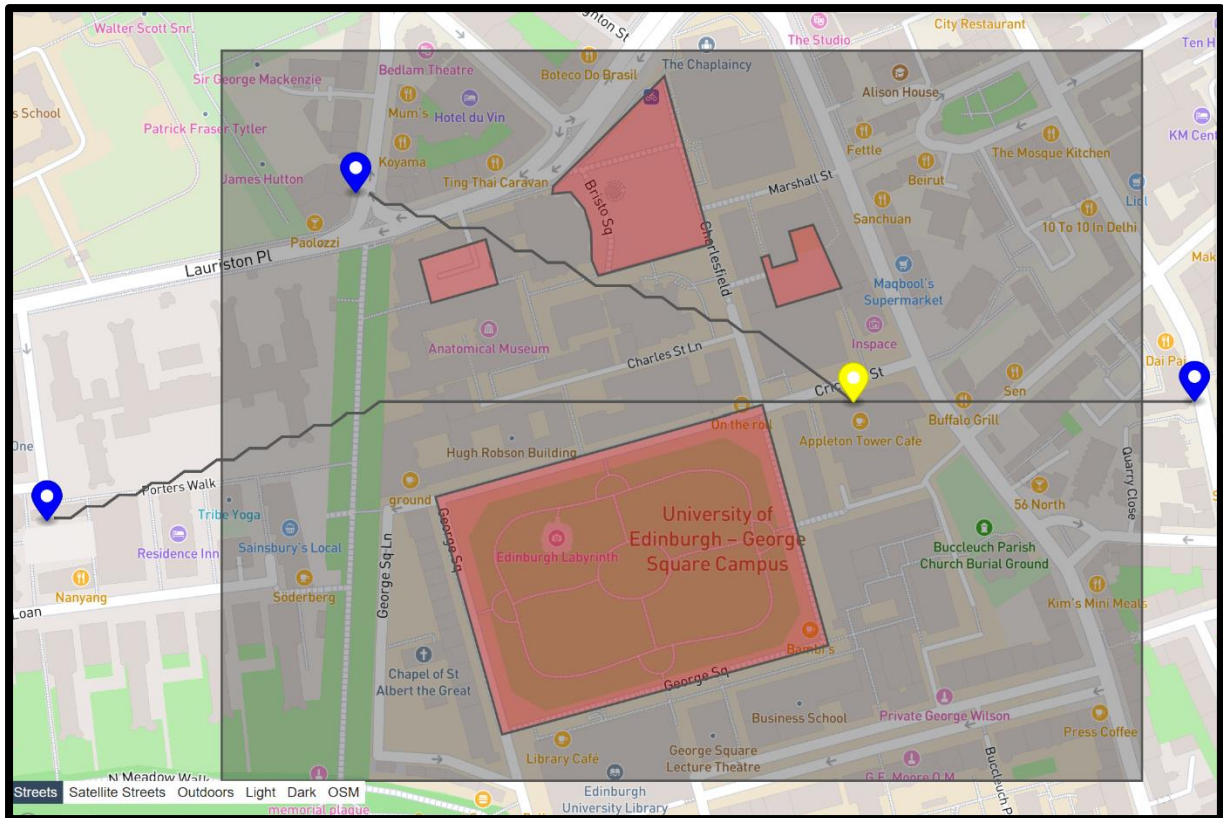 Walter Scott Snr.
City Restaurant
The Studio
Ten H
The Chaplaincy
Sir George Mackenzie
Bedlam Theatre
Boteco Do Brasil
Alison House
s School
Mum's
Hotel du Vin
Patrick Fraser Tytler
KM Cent
Koyama
Fettle
The Mosque Kitchen
James Hutton
Ting Thai Caravan
Marshall St
Beirut
Lidl
Bristo Sq
Sanchuan
10 To 10 In Delhi
Paolozzi
Lauriston Pl
Charlesfield
Mak
Maqbool's
Supermarket
Anatomical Museum
Charles St Ln
Inspace
Dai Pai
Sen
On the roll
Buffalo Grill
Appleton Tower Cafe
One
Hugh Robson Building
Quarry Close
Porters Walk
ground
56 North
Tribe Yoga
George Sq
University of
Edinburgh – George
Square Campus
Residence Inn
Sainsbury's Local
George Sq Ln
Edinburgh Labyrinth
Buccleuch Parish
Church Burial Ground
Nanyang
Söderberg
Kim's Mini Meals
Loan
Bambi's
Chapel of St
Albert the Great
George Sq
Business School
Private George Wilson
Press Coffee
Library Café
George Square
Lecture Theatre
G.E. Moore O.M.
Buccleuch P
N Meadow Walk
Streets Satellite Streets Outdoors Light Dark OSM
memorial plaque
Edinburgh
University Library